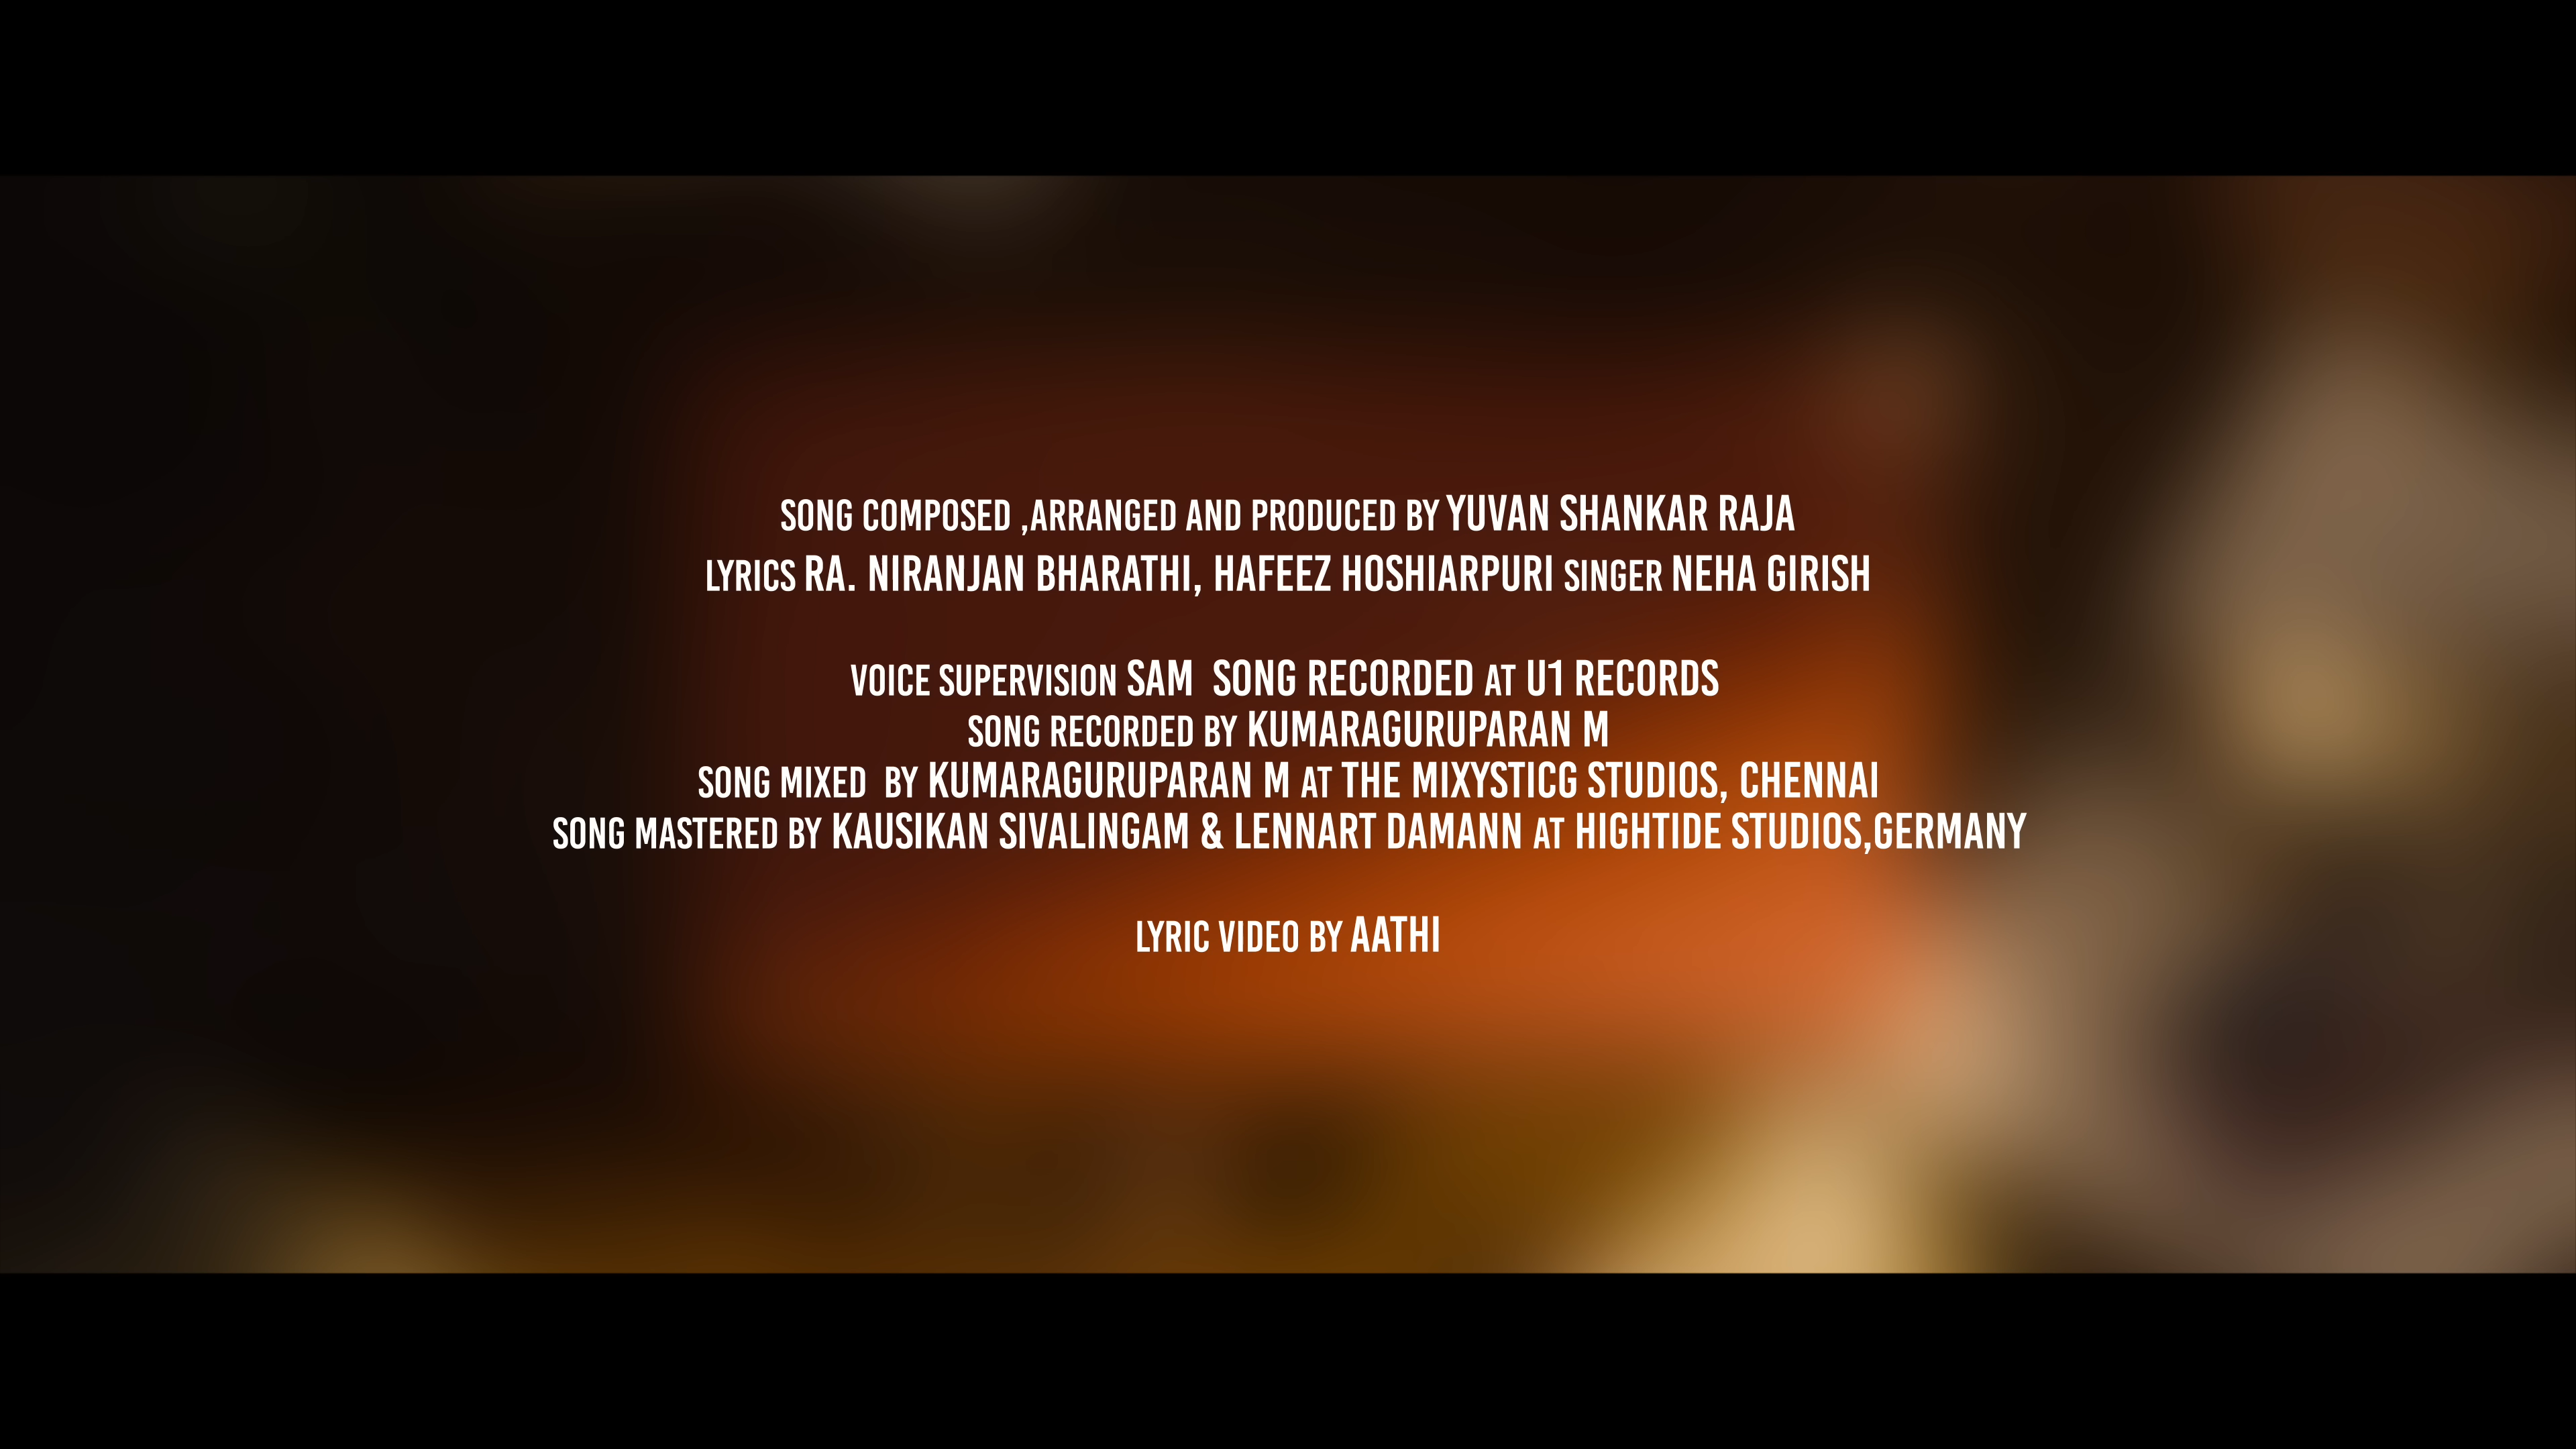 SONG COMPOSED ,ARRANGED AND PRODUCED BY YUVAN SHANKAR RAJA
LYRICS RA. NIRANJAN BHARATHI, HAFEEZ HOSHIARPURI SINGER NEHA GIRISH
VOICE SUPERVISION SAM  SONG RECORDED AT U1 RECORDS
SONG RECORDED BY KUMARAGURUPARAN M
SONG MIXED  BY KUMARAGURUPARAN M AT THE MIXYSTICG STUDIOS, CHENNAI
SONG MASTERED BY KAUSIKAN SIVALINGAM & LENNART DAMANN AT HIGHTIDE STUDIOS,GERMANY
LYRIC VIDEO BY AATHI